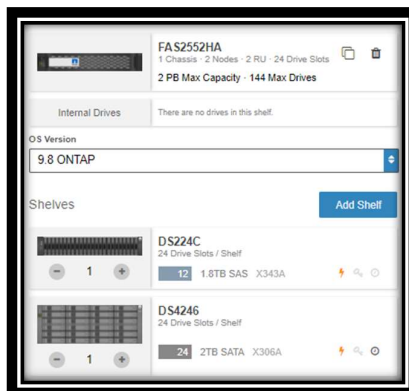 FAS2552HA
1 Chassis · 2 Nodes · 2 RU · 24 Drive Slots
2 PB Max Capacity · 144 Max Drives
Internal Drives
There are no drives in this shelf.
OS Version
9.8 ONTAP
Shelves
Add Shelf
DS224C
24 Drive Slots / Shelf
1
12 1.8TB SAS X343A
DS4246
24 Drive Slots / Shelf
1
24 2TB SATA X306A